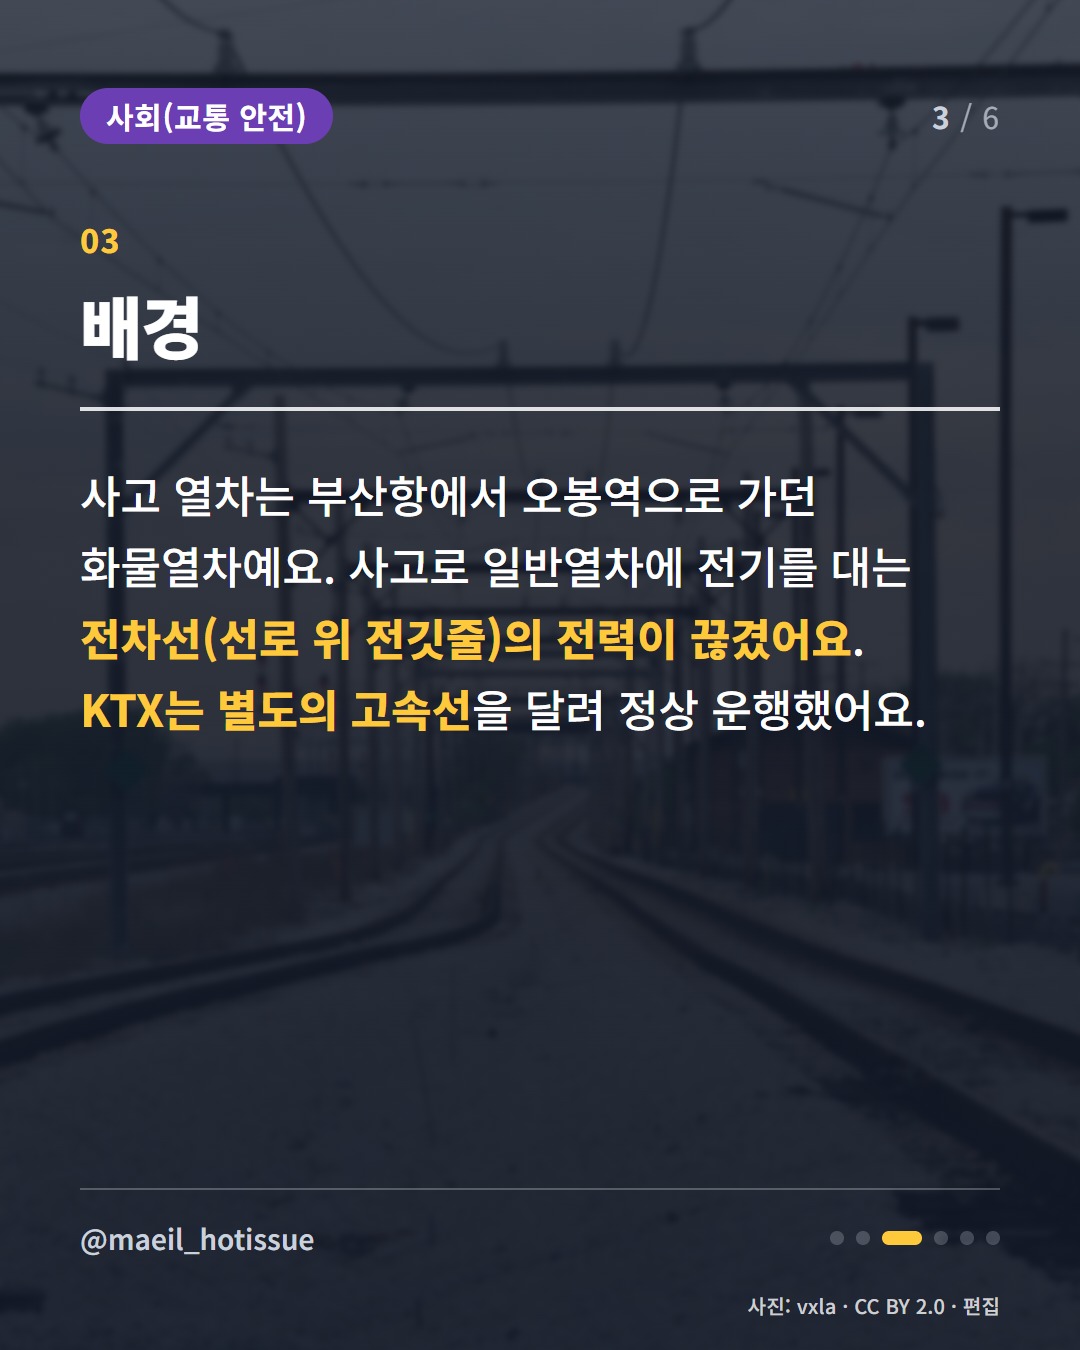 사회(교통 안전)
3 / 6
03
배경
사고 열차는 부산항에서 오봉역으로 가던
화물열차예요. 사고로 일반열차에 전기를 대는
전차선(선로 위 전깃줄)의 전력이 끊겼어요.
KTX는 별도의 고속선을 달려 정상 운행했어요.
@maeil_hotissue
사진: vxla · CC BY 2.0 · 편집